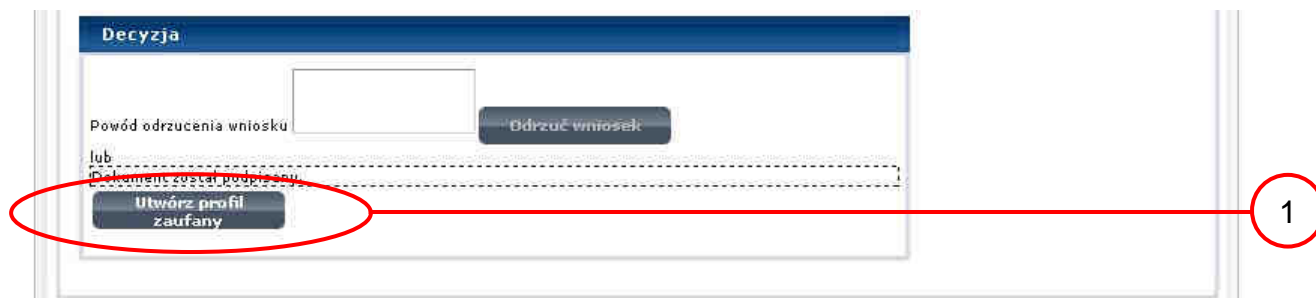 Decyzja
Powód odrzucenia wniosku
Odrzuć wniosek
lub
Dokument został podpisany.
Utwórz profil
zaufany
1